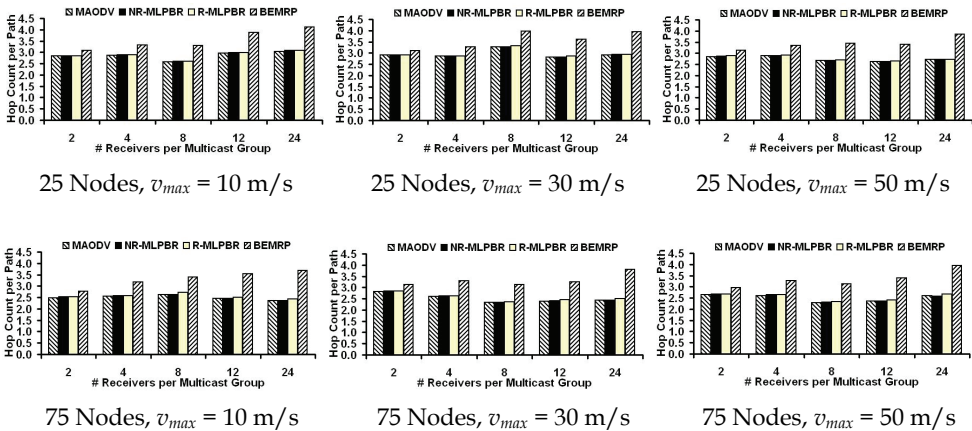 MAODV NR-MLPBR R-MLPBR BEMRP
Hop Count per Path
4.5
4.0
3.5
3.0
2.5
2.0
1.5
1.0
0.5
0.0
2 4 8 12 24
# Receivers per Multicast Group
25 Nodes, vmax = 10 m/s
MAODV NR-MLPBR R-MLPBR BEMRP
Hop Count per Path
4.5
4.0
3.5
3.0
2.5
2.0
1.5
1.0
0.5
0.0
2 4 8 12 24
# Receivers per Multicast Group
25 Nodes, vmax = 30 m/s
MAODV NR-MLPBR R-MLPBR BEMRP
Hop Count per Path
4.5
4.0
3.5
3.0
2.5
2.0
1.5
1.0
0.5
0.0
2 4 8 12 24
# Receivers per Multicast Group
25 Nodes, vmax = 50 m/s
MAODV NR-MLPBR R-MLPBR BEMRP
Hop Count per Path
4.5
4.0
3.5
3.0
2.5
2.0
1.5
1.0
0.5
0.0
2 4 8 12 24
# Receivers per Multicast Group
75 Nodes, vmax = 10 m/s
MAODV NR-MLPBR R-MLPBR BEMRP
Hop Count per Path
4.5
4.0
3.5
3.0
2.5
2.0
1.5
1.0
0.5
0.0
2 4 8 12 24
# Receivers per Multicast Group
75 Nodes, vmax = 30 m/s
MAODV NR-MLPBR R-MLPBR BEMRP
Hop Count per Path
4.5
4.0
3.5
3.0
2.5
2.0
1.5
1.0
0.5
0.0
2 4 8 12 24
# Receivers per Multicast Group
75 Nodes, vmax = 50 m/s